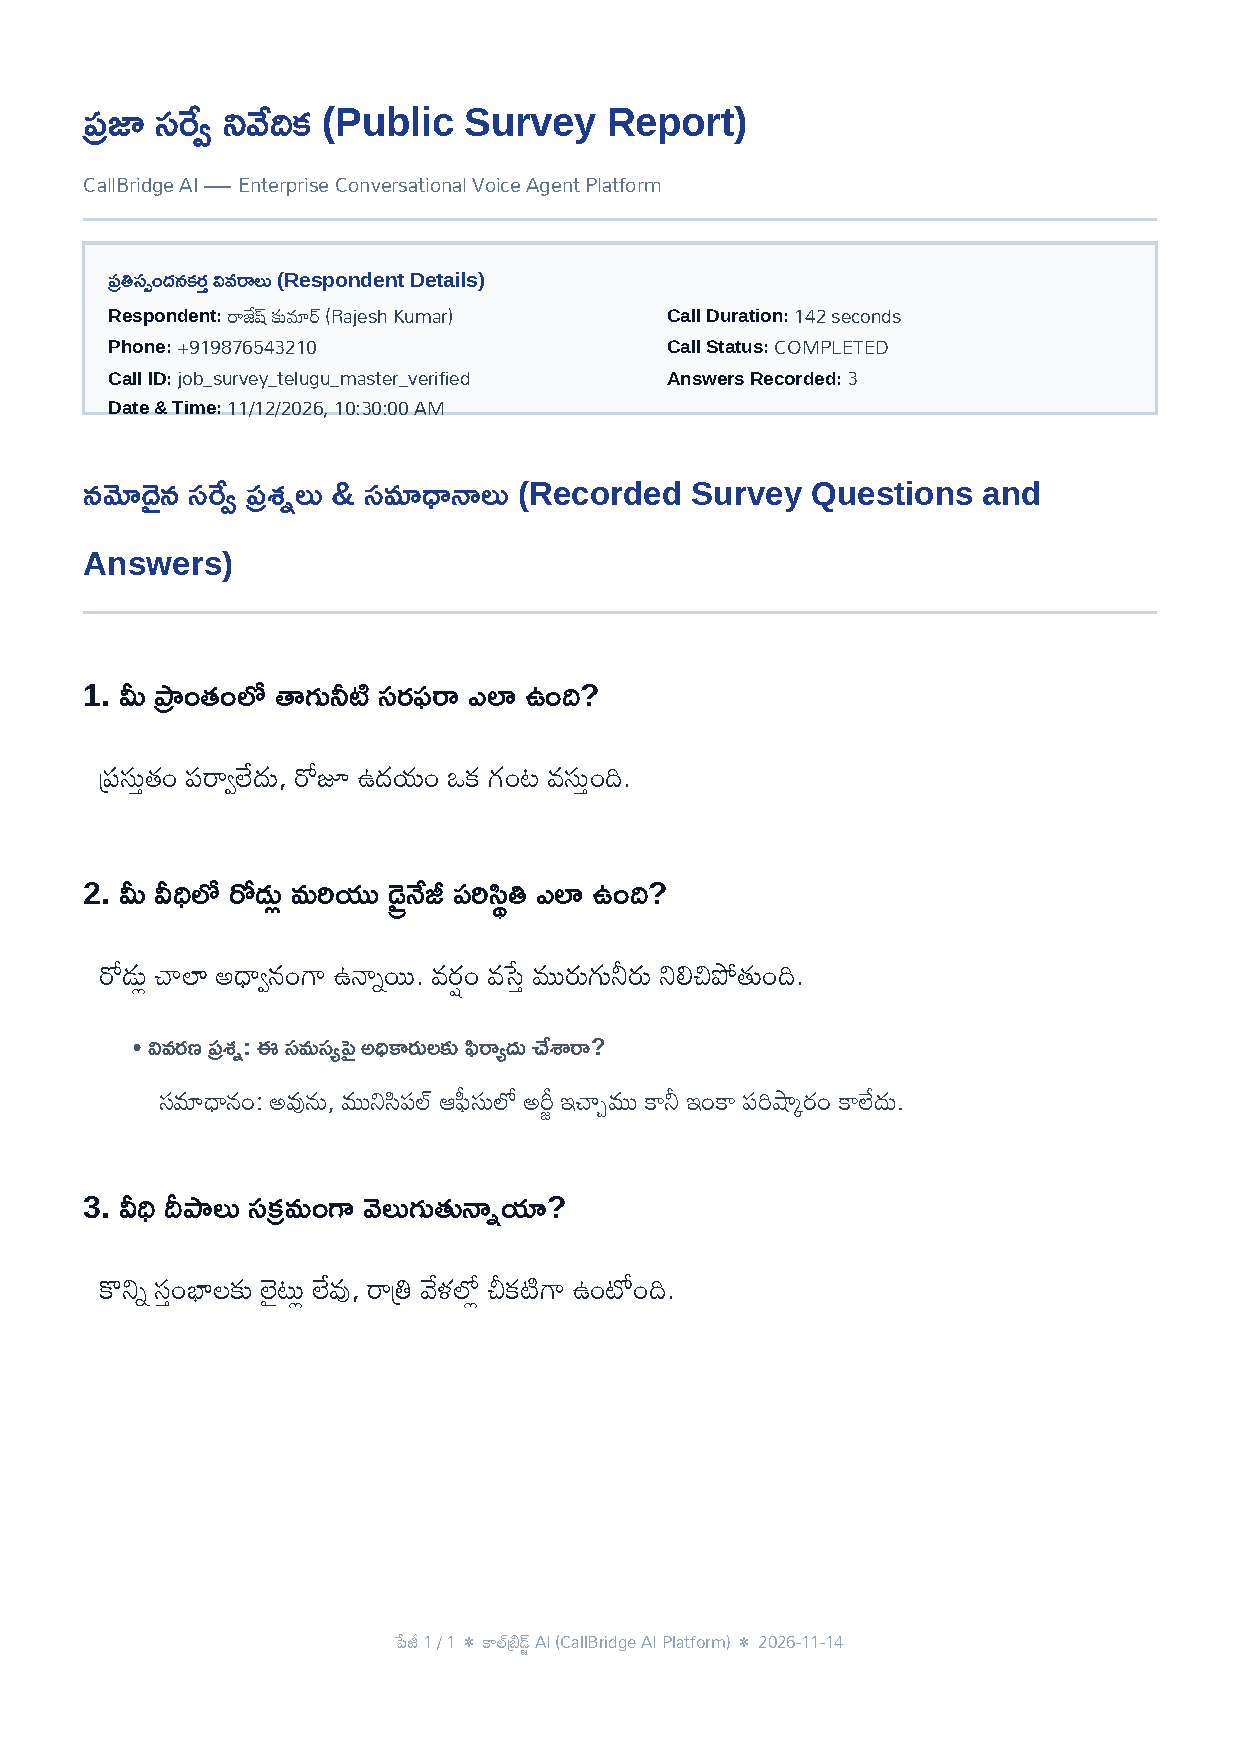 ప్రజా సర్వే నివేదిక (Public Survey Report)
CallBridge AI — Enterprise Conversational Voice Agent Platform
ప్రతిస్పందనకర్త వివరాలు (Respondent Details)
Respondent: రాజేష్ కుమార్ (Rajesh Kumar)
Call Duration: 142 seconds
Phone: +919876543210
Call Status: COMPLETED
Call ID: job_survey_telugu_master_verified
Answers Recorded: 3
Date & Time: 11/12/2026, 10:30:00 AM
నమోదైన సర్వే ప్రశ్నలు & సమాధానాలు (Recorded Survey Questions and
Answers)
1. మీ ప్రాంతంలో తాగునీటి సరఫరా ఎలా ఉంది?
ప్రస్తుతం పర్వాలేదు, రోజూ ఉదయం ఒక గంట వస్తుంది.
2. మీ వీధిలో రోడ్లు మరియు డ్రైనేజీ పరిస్థితి ఎలా ఉంది?
రోడ్లు చాలా అధ్వానంగా ఉన్నాయి. వర్షం వస్తే మురుగునీరు నిలిచిపోతుంది.
• వివరణ ప్రశ్న: ఈ సమస్యపై అధికారులకు ఫిర్యాదు చేశారా?
సమాధానం: అవును, మునిసిపల్ ఆఫీసులో అర్జీ ఇచ్చాము కానీ ఇంకా పరిష్కారం కాలేదు.
3. వీధి దీపాలు సక్రమంగా వెలుగుతున్నాయా?
కొన్ని స్తంభాలకు లైట్లు లేవు, రాత్రి వేళల్లో చీకటిగా ఉంటోంది.
పేజీ 1 / 1 * కాల్‌బ్రిడ్జ్ AI (CallBridge AI Platform) * 2026-11-14